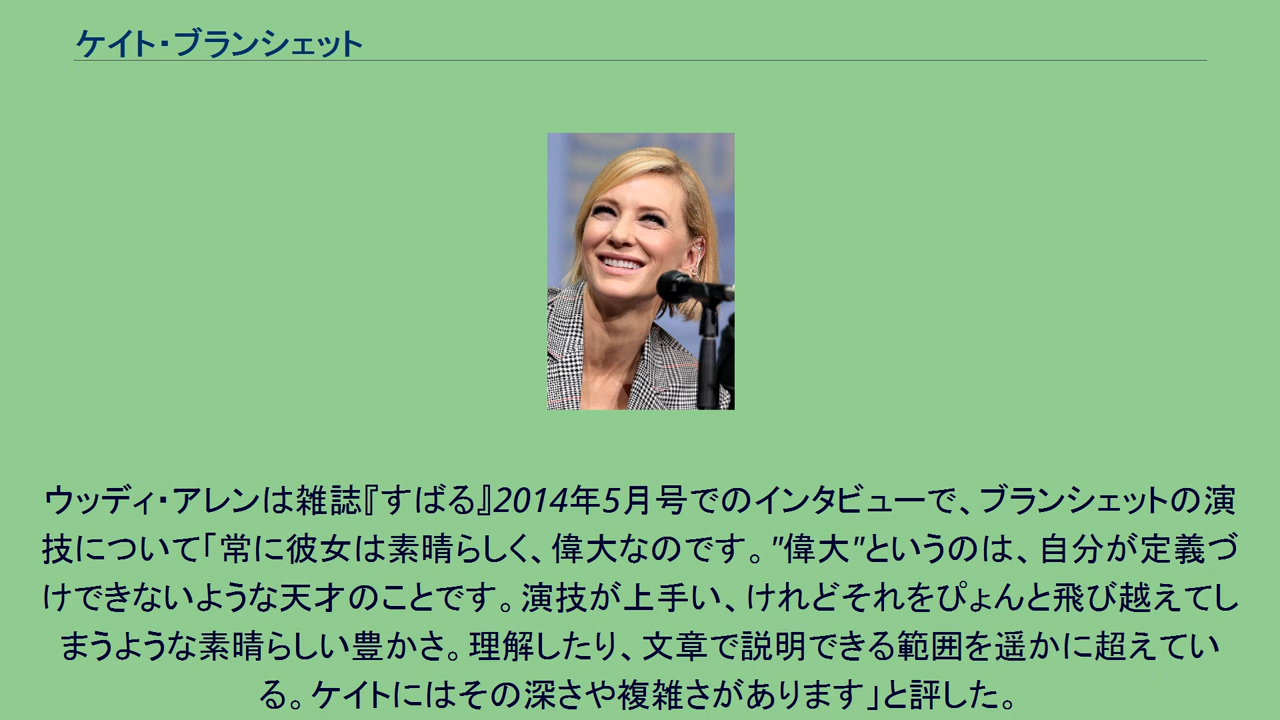 ケイト・ブランシェット
ウッディ・アレンは雑誌『すばる』2014年5月号でのインタビューで、ブランシェットの演
技について「常に彼女は素晴らしく、偉大なのです。"偉大"というのは、自分が定義づ
けできないような天才のことです。演技が上手い、けれどそれをぴょんと飛び越えてし
まうような素晴らしい豊かさ。理解したり、文章で説明できる範囲を遥かに超えてい
る。ケイトにはその深さや複雑さがあります」と評した。